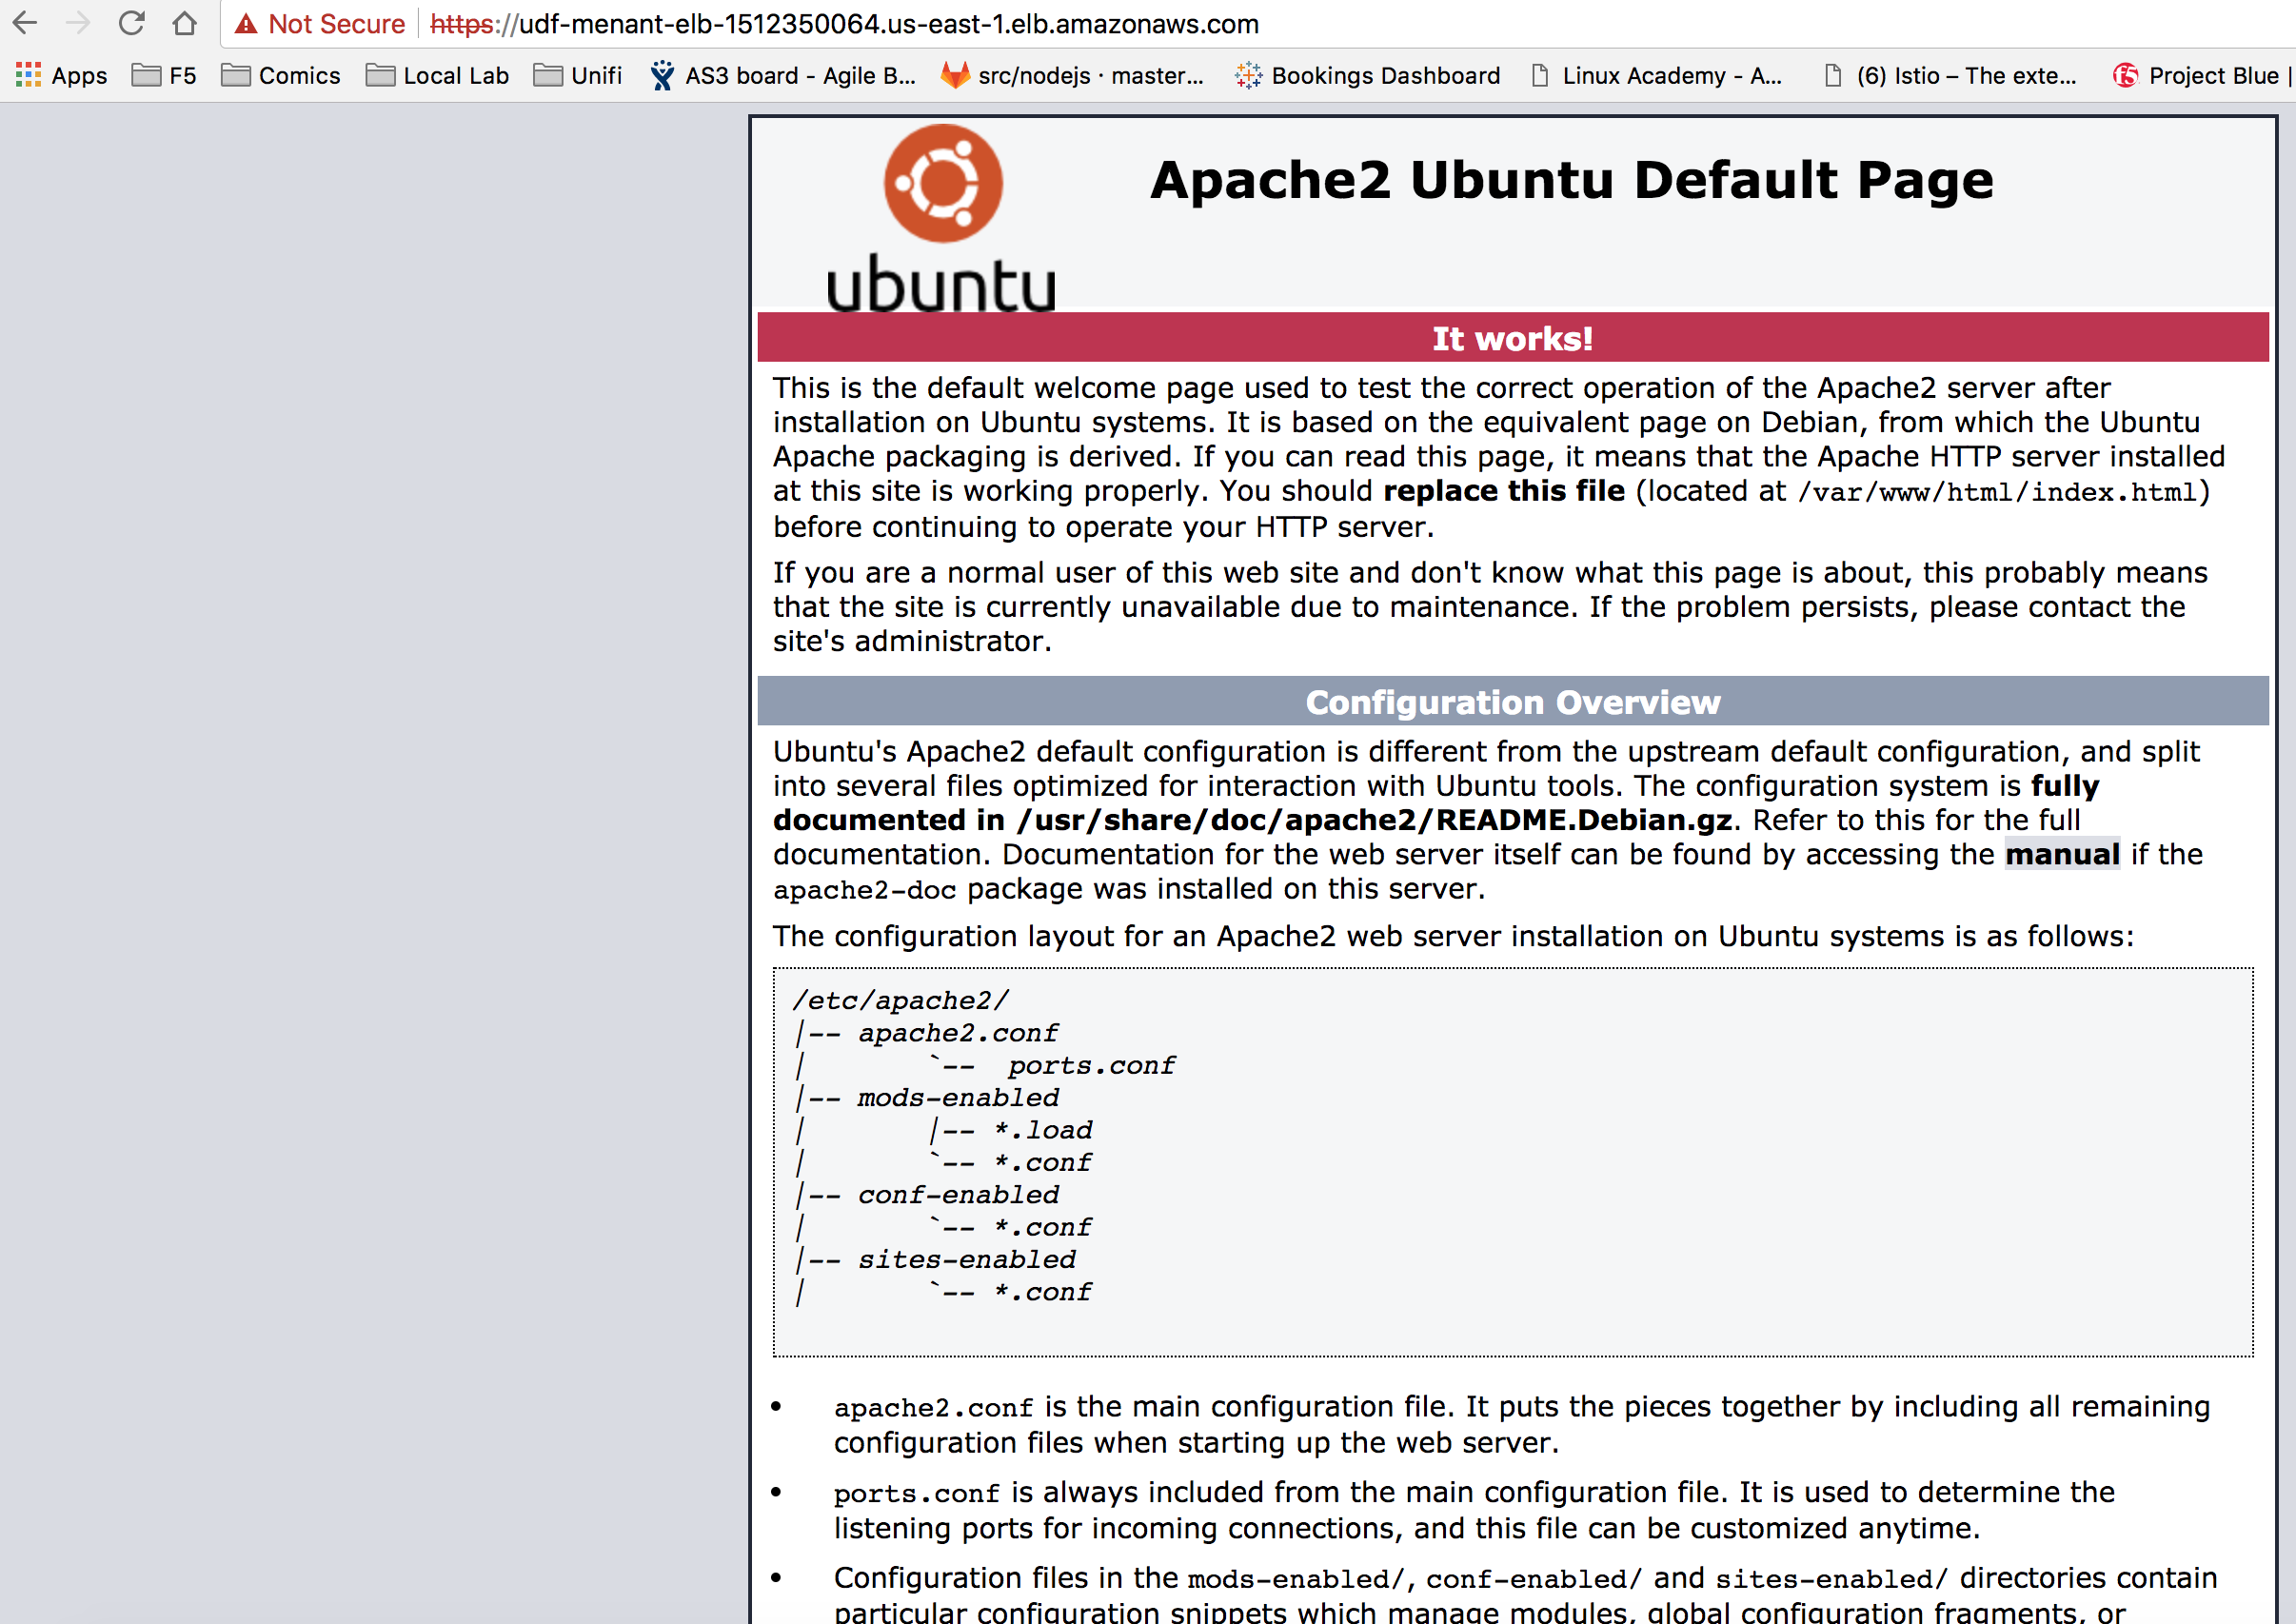 Not Secure https://udf-menant-elb-1512350064.us-east-1.elb.amazonaws.com
Apps F5 Comics Local Lab Unifi AS3 board - Agile B... src/nodejs · master... Bookings Dashboard Linux Academy - A... (6) Istio – The exte... Project Blue |
ubuntu
Apache2 Ubuntu Default Page
It works!
This is the default welcome page used to test the correct operation of the Apache2 server after
installation on Ubuntu systems. It is based on the equivalent page on Debian, from which the Ubuntu
Apache packaging is derived. If you can read this page, it means that the Apache HTTP server installed
at this site is working properly. You should replace this file (located at /var/www/html/index.html)
before continuing to operate your HTTP server.
If you are a normal user of this web site and don't know what this page is about, this probably means
that the site is currently unavailable due to maintenance. If the problem persists, please contact the
site's administrator.
Configuration Overview
Ubuntu's Apache2 default configuration is different from the upstream default configuration, and split
into several files optimized for interaction with Ubuntu tools. The configuration system is fully
documented in /usr/share/doc/apache2/README.Debian.gz. Refer to this for the full
documentation. Documentation for the web server itself can be found by accessing the manual if the
apache2-doc package was installed on this server.
The configuration layout for an Apache2 web server installation on Ubuntu systems is as follows:
/etc/apache2/
|-- apache2.conf
|       `--  ports.conf
|-- mods-enabled
|       |-- *.load
|       `-- *.conf
|-- conf-enabled
|       `-- *.conf
|-- sites-enabled
|       `-- *.conf
• apache2.conf is the main configuration file. It puts the pieces together by including all remaining
configuration files when starting up the web server.
• ports.conf is always included from the main configuration file. It is used to determine the
listening ports for incoming connections, and this file can be customized anytime.
• Configuration files in the mods-enabled/, conf-enabled/ and sites-enabled/ directories contain
particular configuration snippets which manage modules, global configuration fragments, or